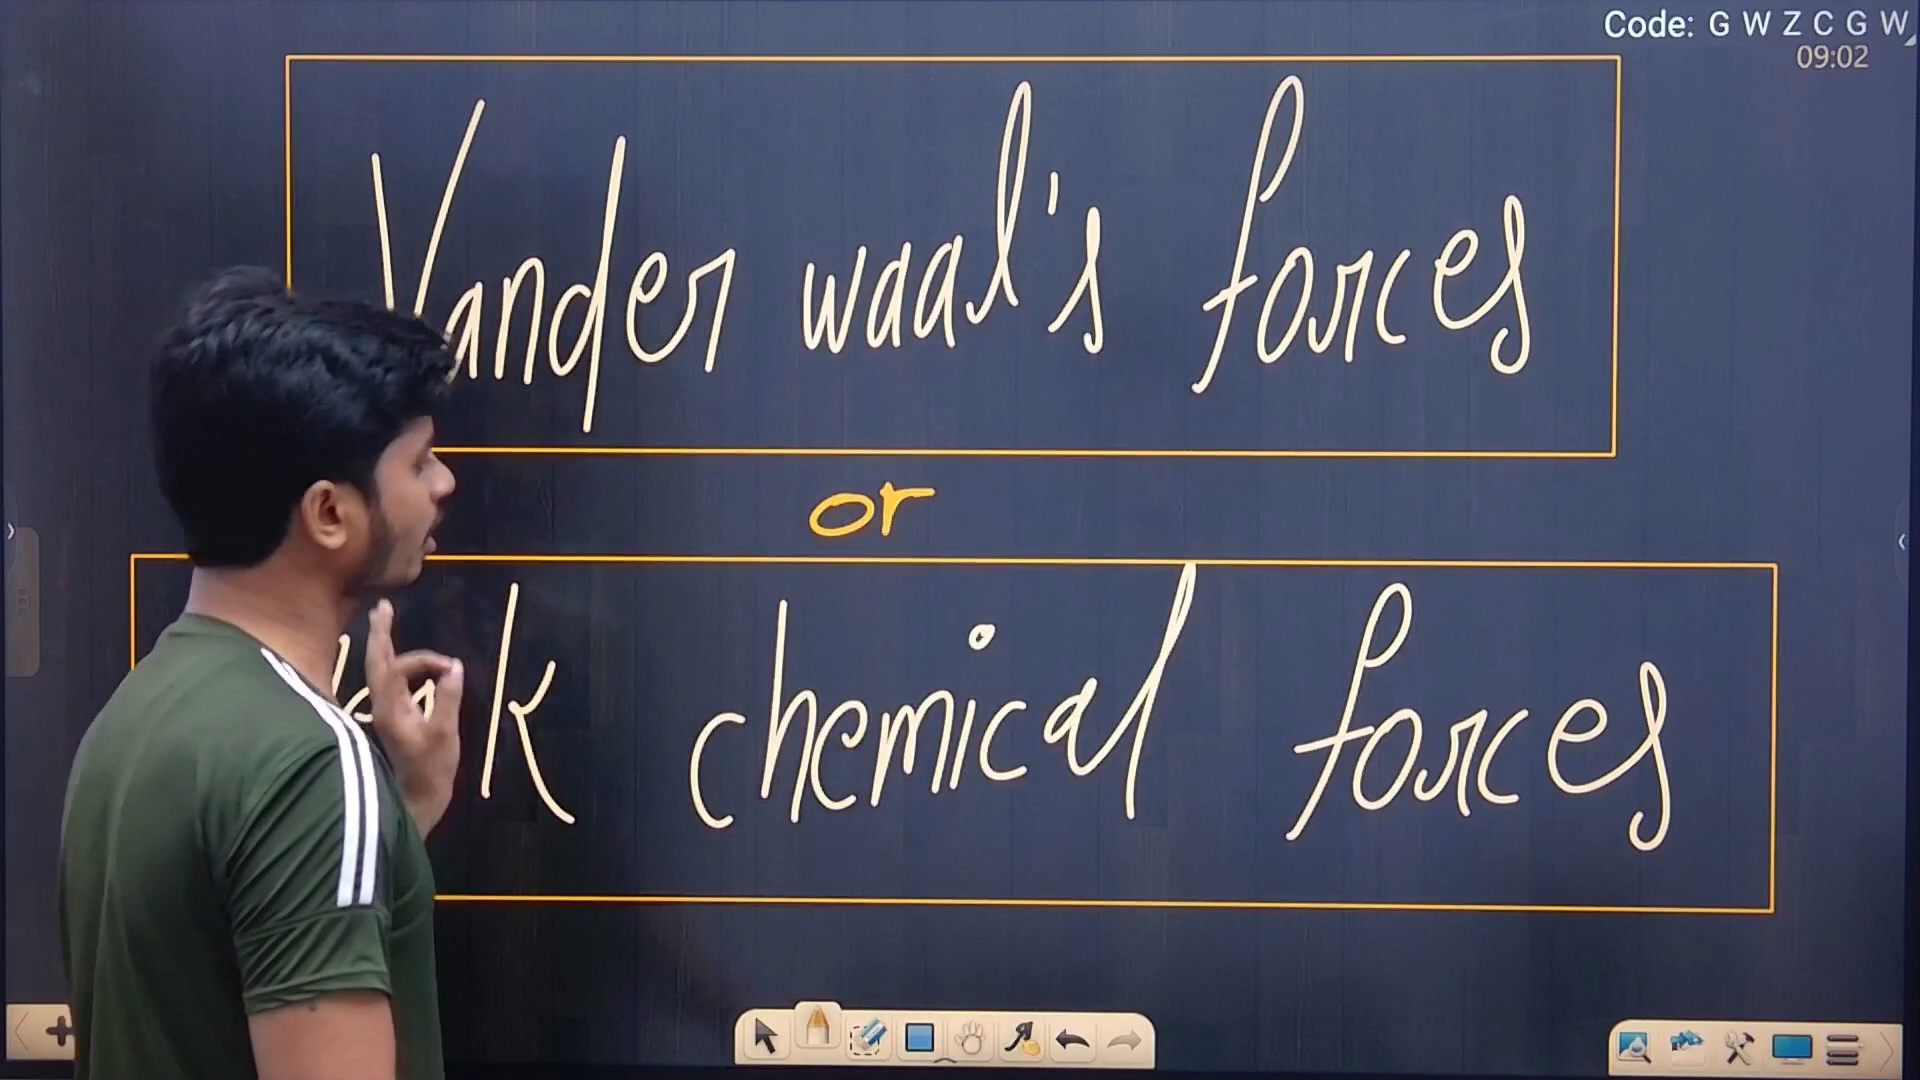 Code: G W Z C G W
09:02
Vander waal's forces
or
chemical forces